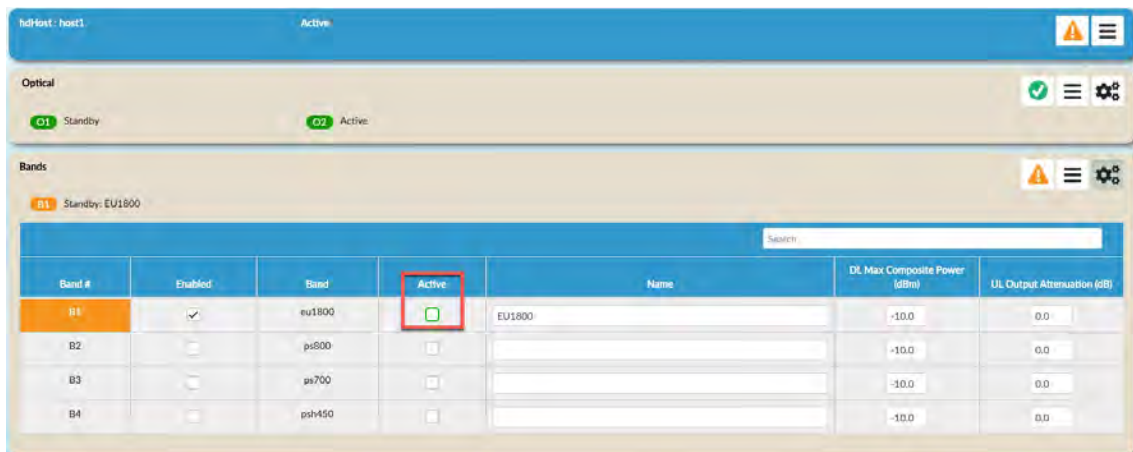 hdHost : host1 Active
Optical
O1 Standby O2 Active
Bands
B1 Standby: EU1800
Search
Band # Enabled Band Active Name DL Max Composite Power (dBm) UL Output Attenuation (dB)
B1 eu1800 EU1800 -10.0 0.0
B2 ps800 -10.0 0.0
B3 ps700 -10.0 0.0
B4 psh450 -10.0 0.0